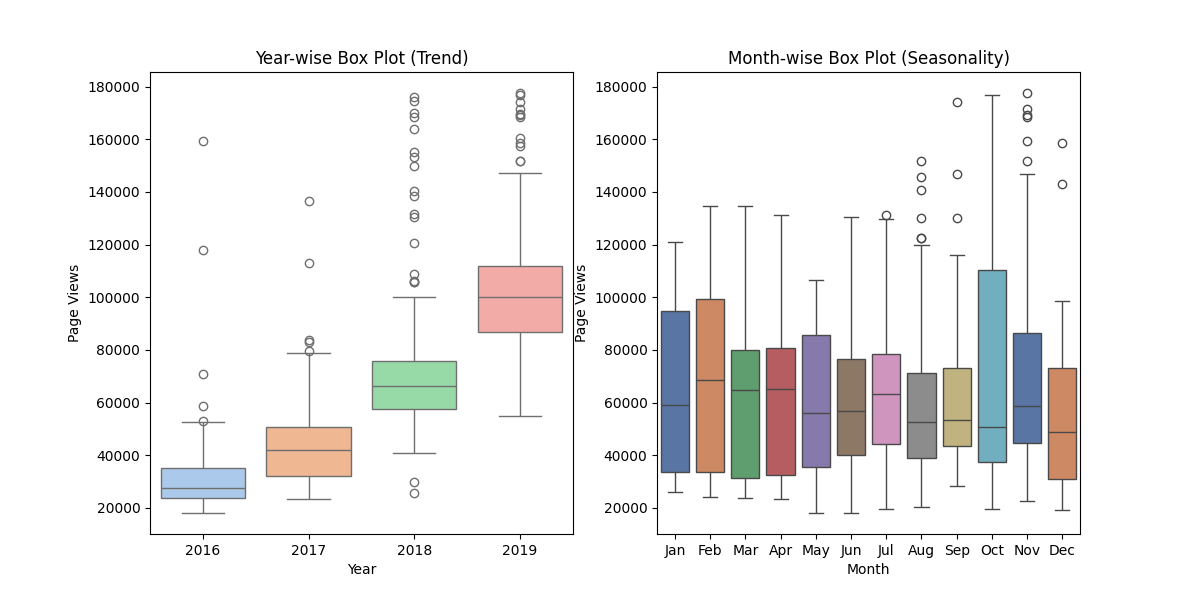 Year-wise Box Plot (Trend)
Page Views
180000
160000
140000
120000
100000
80000
60000
40000
20000
2016 2017 2018 2019
Year
Month-wise Box Plot (Seasonality)
Page Views
180000
160000
140000
120000
100000
80000
60000
40000
20000
Jan Feb Mar Apr May Jun Jul Aug Sep Oct Nov Dec
Month